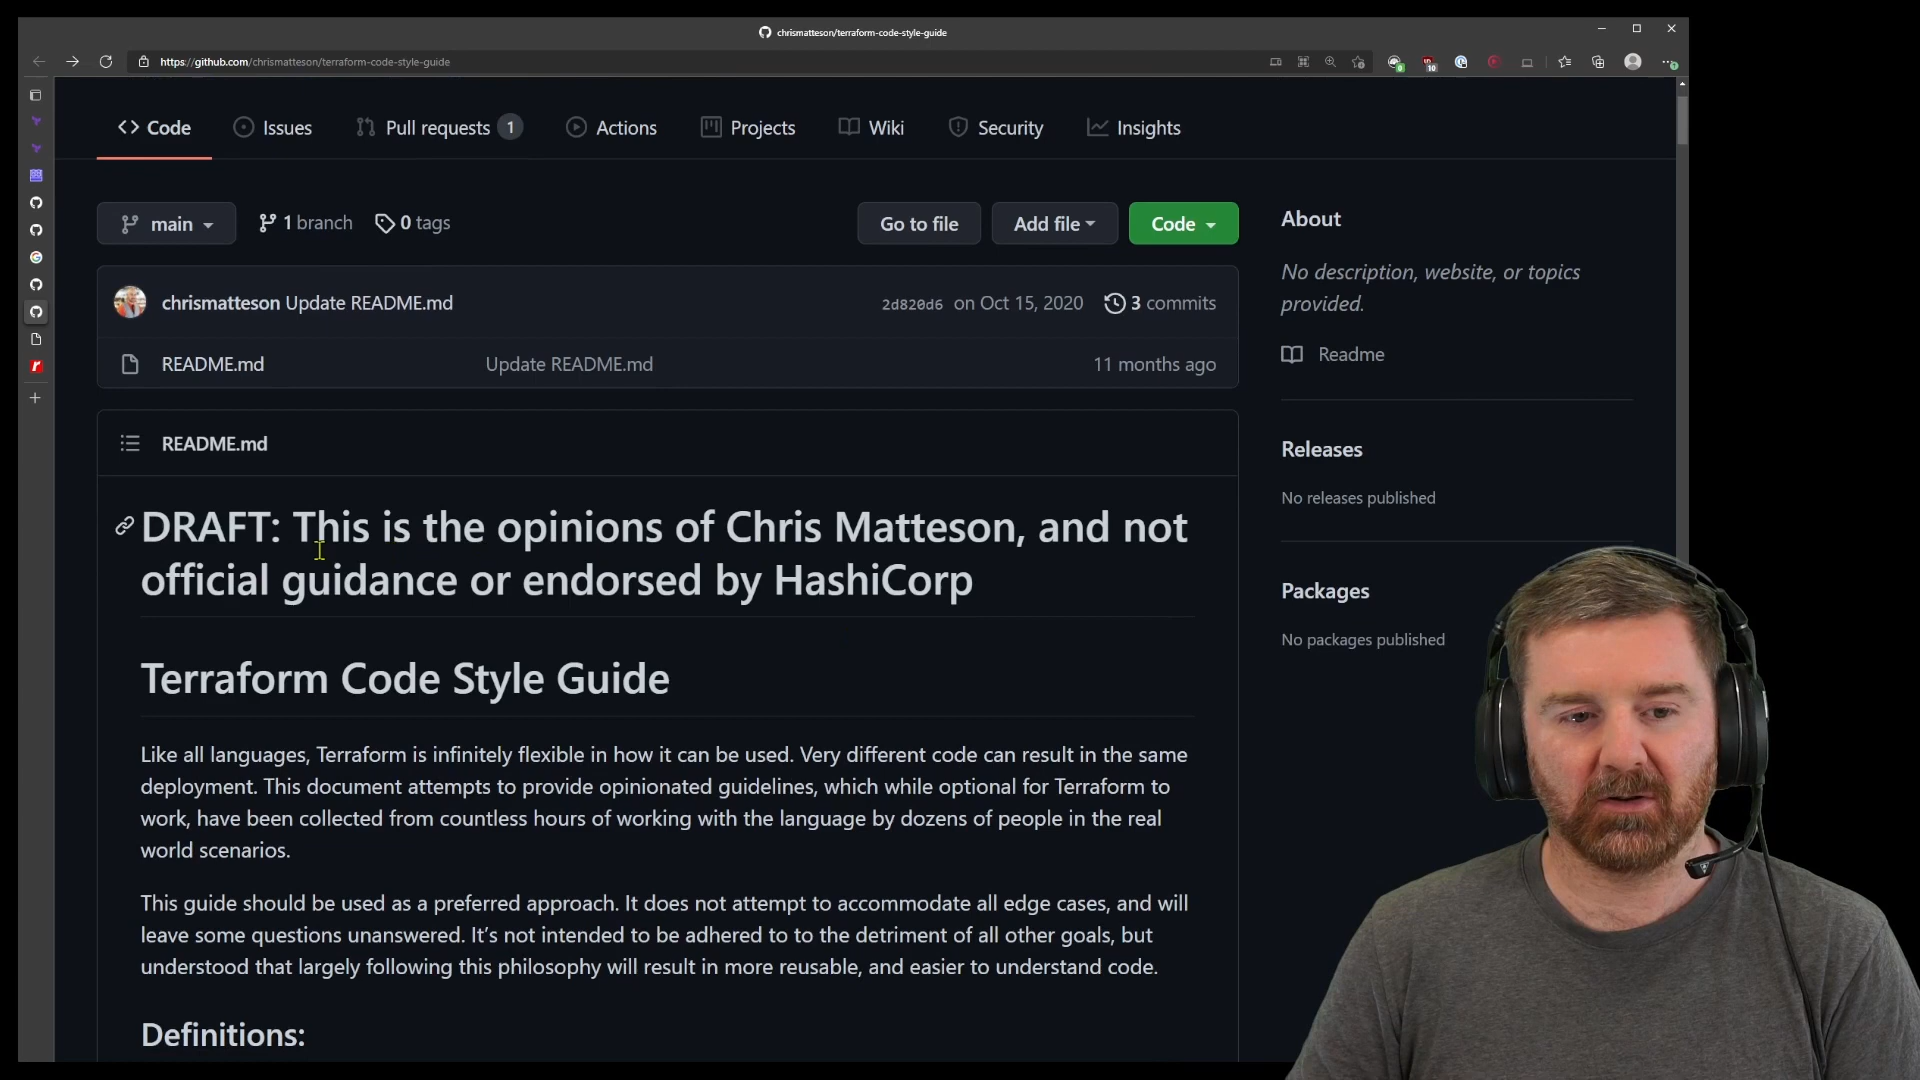 chrismatteson/terraform-code-style-guide
https://github.com/chrismatteson/terraform-code-style-guide
Code
Issues
Pull requests 1
Actions
Projects
Wiki
Security
Insights
main
1 branch
0 tags
Go to file
Add file
Code
chrismatteson Update README.md
2d820d6 on Oct 15, 2020
3 commits
README.md
Update README.md
11 months ago
README.md
DRAFT: This is the opinions of Chris Matteson, and not
official guidance or endorsed by HashiCorp
Terraform Code Style Guide
Like all languages, Terraform is infinitely flexible in how it can be used. Very different code can result in the same
deployment. This document attempts to provide opinionated guidelines, which while optional for Terraform to
work, have been collected from countless hours of working with the language by dozens of people in the real
world scenarios.
This guide should be used as a preferred approach. It does not attempt to accommodate all edge cases, and will
leave some questions unanswered. It’s not intended to be adhered to to the detriment of all other goals, but
understood that largely following this philosophy will result in more reusable, and easier to understand code.
Definitions:
About
No description, website, or topics
provided.
Readme
Releases
No releases published
Packages
No packages published